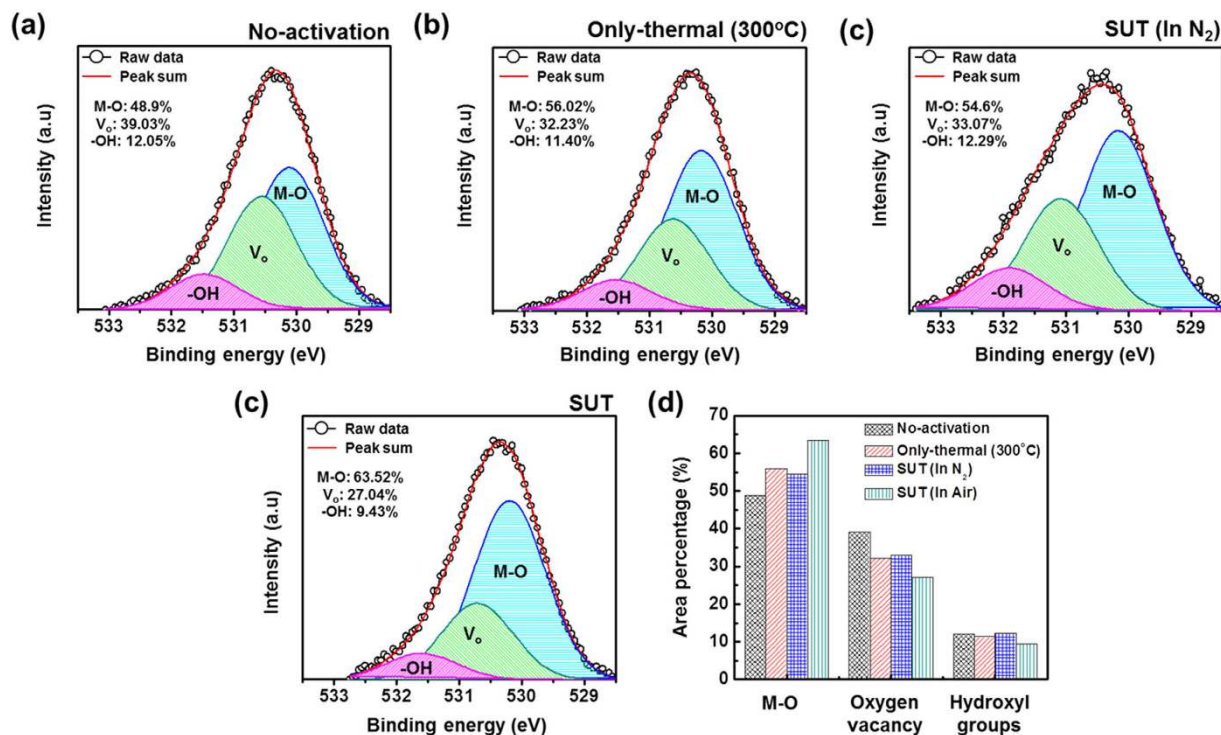 (a)
No-activation
Raw data
Peak sum
M-O: 48.9%
Vₒ: 39.03%
-OH: 12.05%
M-O
Vₒ
-OH
Intensity (a.u)
533 532 531 530 529
Binding energy (eV)
(b)
Only-thermal (300°C)
Raw data
Peak sum
M-O: 56.02%
Vₒ: 32.23%
-OH: 11.40%
M-O
Vₒ
-OH
Intensity (a.u)
533 532 531 530 529
Binding energy (eV)
(c)
SUT (In N₂)
Raw data
Peak sum
M-O: 54.6%
Vₒ: 33.07%
-OH: 12.29%
M-O
Vₒ
-OH
Intensity (a.u)
533 532 531 530 529
Binding energy (eV)
(c)
SUT
Raw data
Peak sum
M-O: 63.52%
Vₒ: 27.04%
-OH: 9.43%
M-O
Vₒ
-OH
Intensity (a.u)
533 532 531 530 529
Binding energy (eV)
(d)
No-activation
Only-thermal (300°C)
SUT (In N₂)
SUT (In Air)
Area percentage (%)
70
60
50
40
30
20
10
0
M-O
Oxygen
vacancy
Hydroxyl
groups